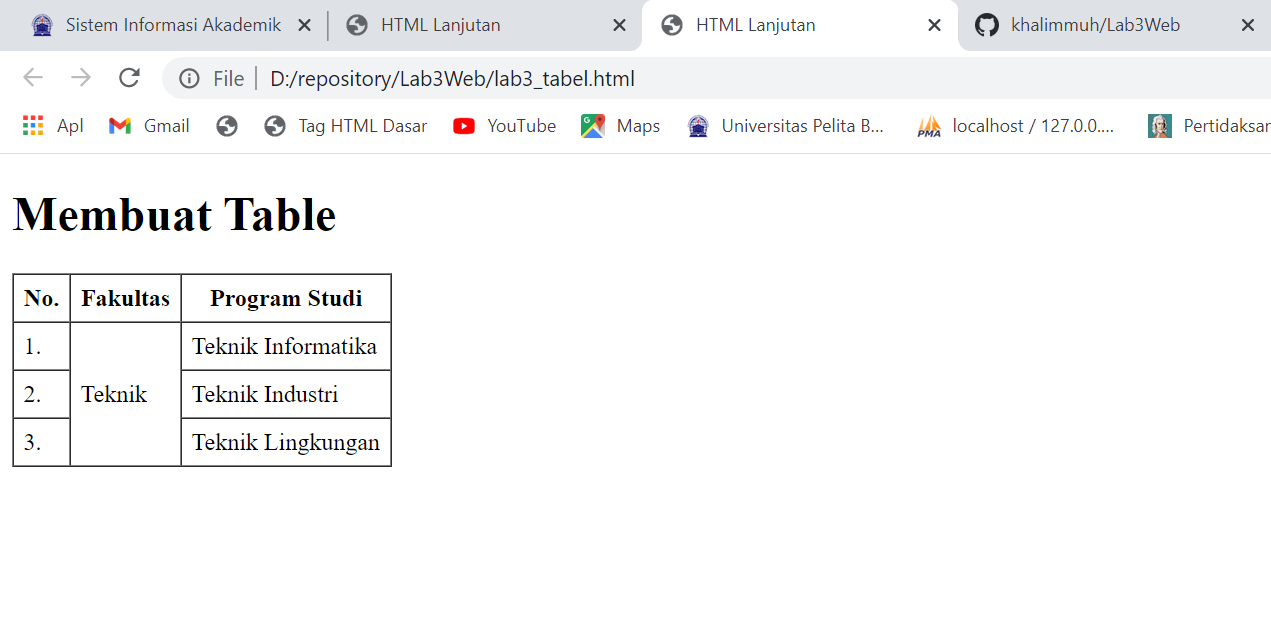 Sistem Informasi Akademik HTML Lanjutan HTML Lanjutan khalimmuh/Lab3Web
File D:/repository/Lab3Web/lab3_tabel.html
Apl Gmail Tag HTML Dasar YouTube Maps Universitas Pelita B... localhost / 127.0.0.... Pertidaksar
Membuat Table
No. Fakultas Program Studi
1. Teknik Informatika
2. Teknik Teknik Industri
3. Teknik Lingkungan